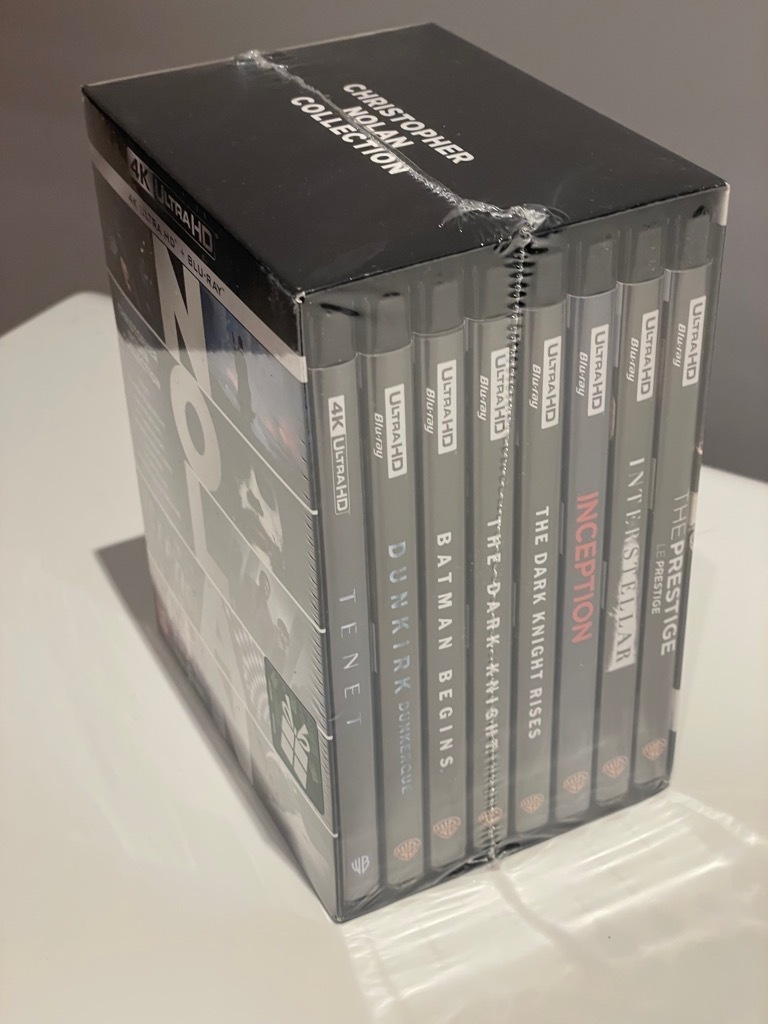 CHRISTOPHER
NOLAN
COLLECTION
4K ULTRAHD
4K ULTRA HD + BLU-RAY
NOL
A
4K ULTRAHD
TENET
WB
ULTRAHD
Blu-ray
DUNKIRK DUNKERQUE
ULTRAHD
Blu-ray
BATMAN BEGINS
ULTRAHD
Blu-ray
THE DARK KNIGHT
ULTRAHD
Blu-ray
THE DARK KNIGHT RISES
ULTRAHD
Blu-ray
INCEPTION
ULTRAHD
Blu-ray
INTERSTELLAR
ULTRAHD
Blu-ray
THE PRESTIGE
LE PRESTIGE